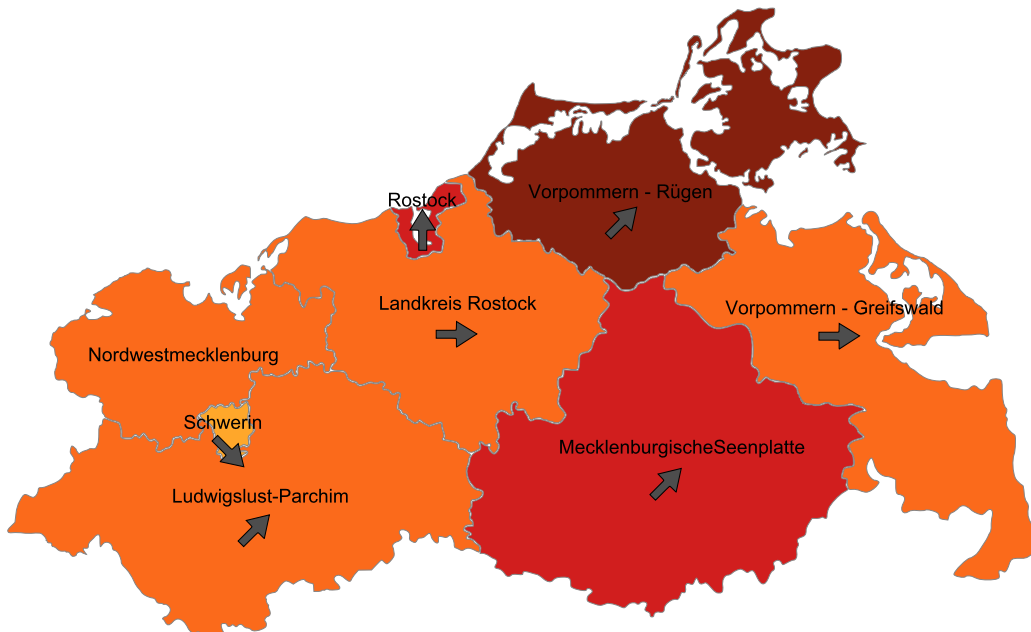 Vorpommern - Rügen
Rostock
Landkreis Rostock
Vorpommern - Greifswald
Nordwestmecklenburg
Schwerin
MecklenburgischeSeenplatte
Ludwigslust-Parchim